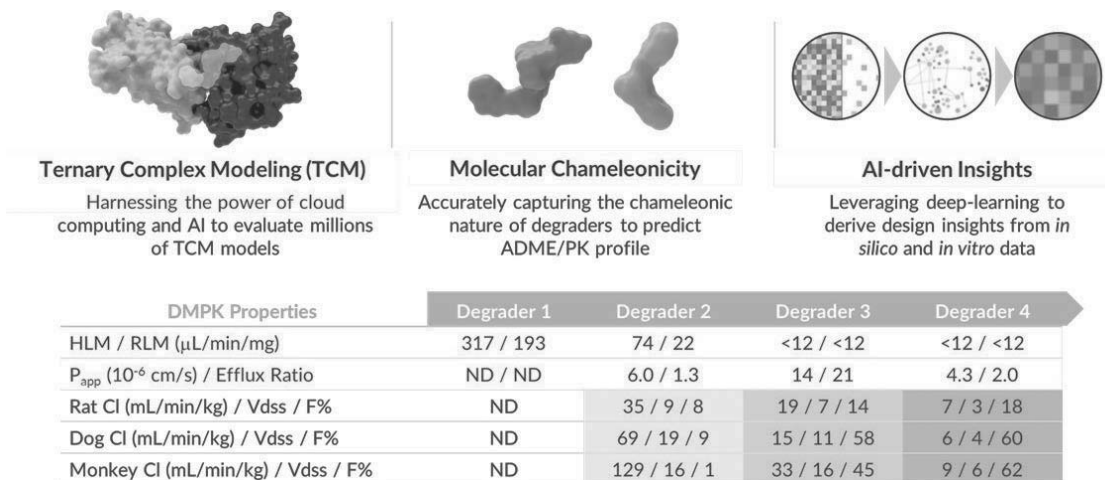 Ternary Complex Modeling (TCM)
Harnessing the power of cloud
computing and AI to evaluate millions
of TCM models
Molecular Chameleonicity
Accurately capturing the chameleonic
nature of degraders to predict
ADME/PK profile
AI-driven Insights
Leveraging deep-learning to
derive design insights from in
silico and in vitro data
DMPK Properties Degrader 1 Degrader 2 Degrader 3 Degrader 4
HLM / RLM (μL/min/mg) 317 / 193 74 / 22 <12 / <12 <12 / <12
Papp (10⁻⁶ cm/s) / Efflux Ratio ND / ND 6.0 / 1.3 14 / 21 4.3 / 2.0
Rat Cl (mL/min/kg) / Vdss / F% ND 35 / 9 / 8 19 / 7 / 14 7 / 3 / 18
Dog Cl (mL/min/kg) / Vdss / F% ND 69 / 19 / 9 15 / 11 / 58 6 / 4 / 60
Monkey Cl (mL/min/kg) / Vdss / F% ND 129 / 16 / 1 33 / 16 / 45 9 / 6 / 62